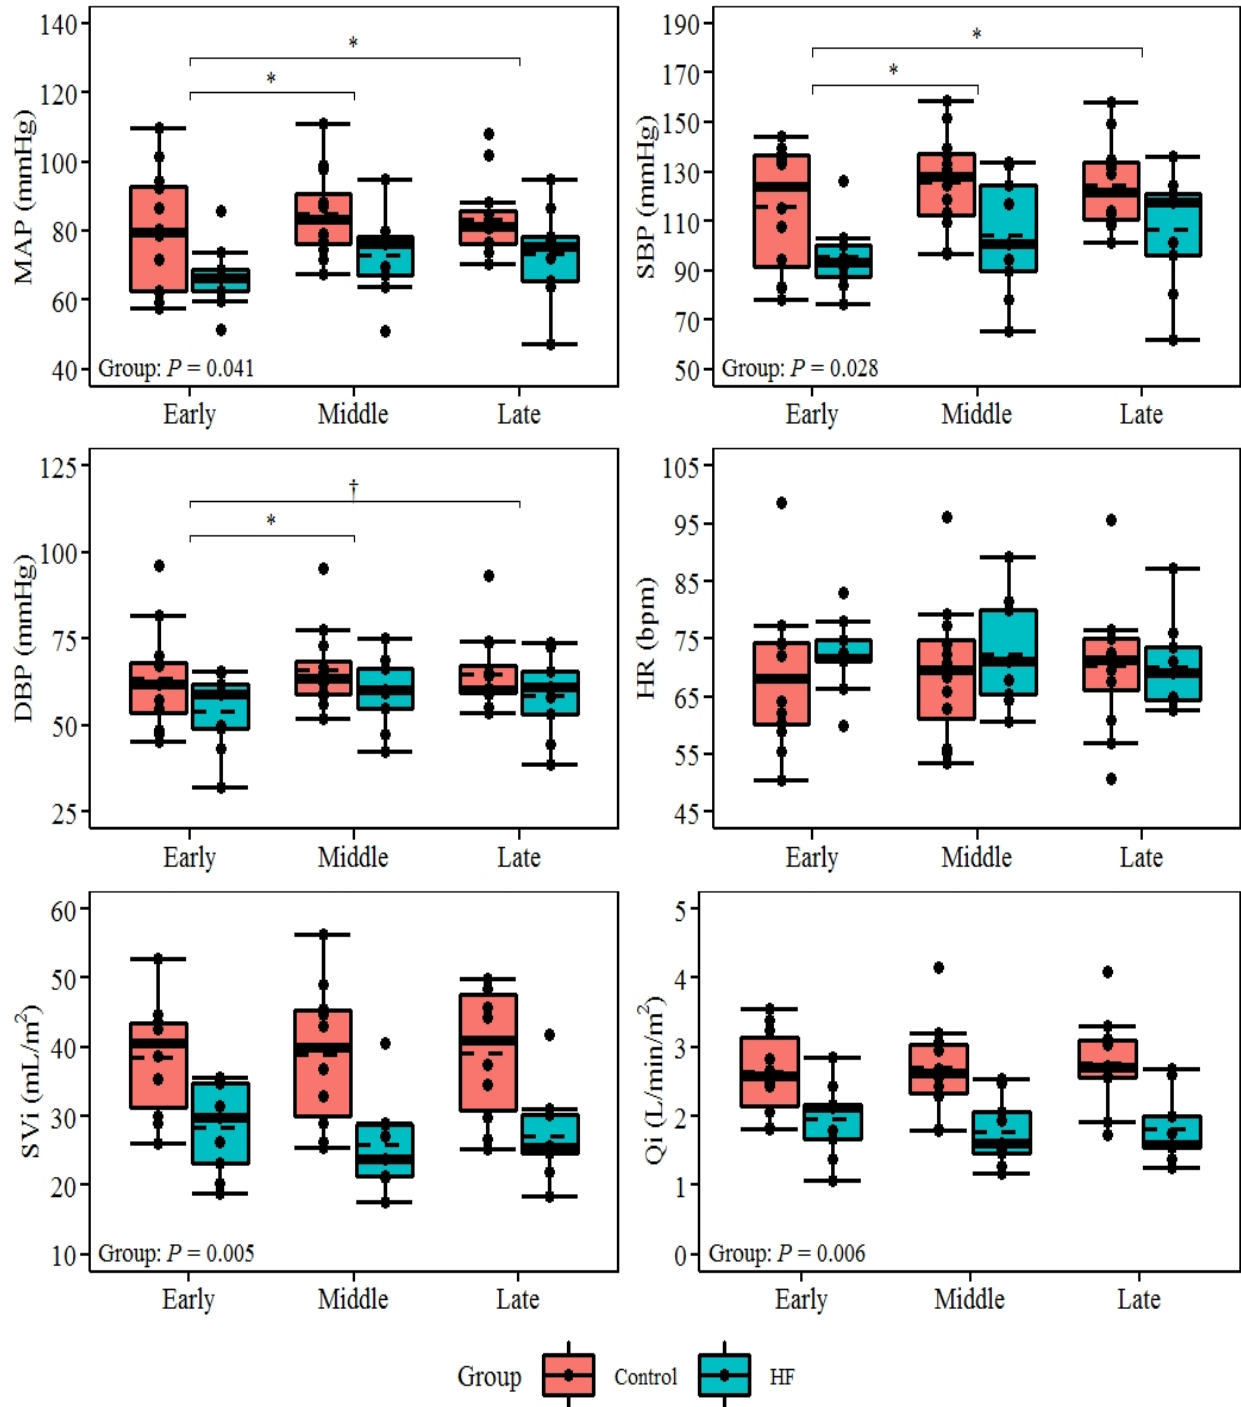 MAP (mmHg)
140
120
100
80
60
40
*
*
Group: P = 0.041
Early Middle Late
SBP (mmHg)
190
170
150
130
110
90
70
50
*
*
Group: P = 0.028
Early Middle Late
DBP (mmHg)
125
100
75
50
25
†
*
Early Middle Late
HR (bpm)
105
95
85
75
65
55
45
Early Middle Late
SVi (mL/m²)
60
50
40
30
20
10
Group: P = 0.005
Early Middle Late
Qi (L/min/m²)
5
4
3
2
1
0
Group: P = 0.006
Early Middle Late
Group Control HF